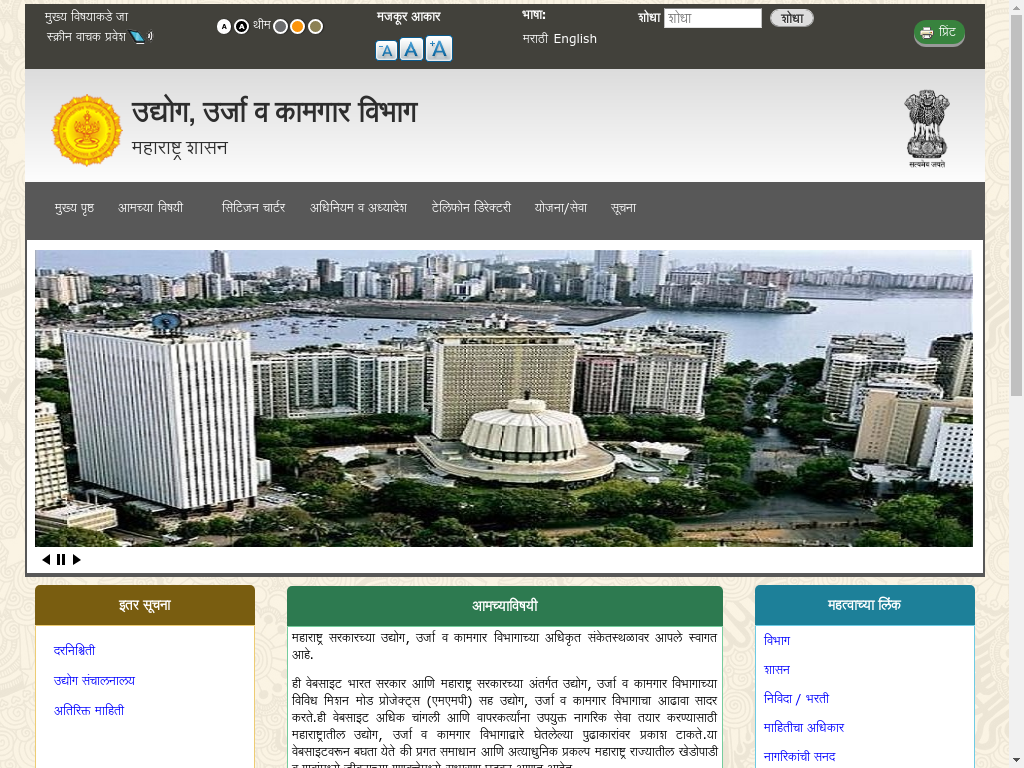 मुख्य विषयाकडे जा
स्क्रीन वाचक प्रवेश
A A थीम
मजकूर आकार
-A A +A
भाषा:
मराठी English
शोधा शोधा शोधा
प्रिंट
उद्योग, उर्जा व कामगार विभाग
महाराष्ट्र शासन
सत्यमेव जयते
मुख्य पृष्ठ आमच्या विषयी सिटिज़न चार्टर अधिनियम व अध्यादेश टेलिफोन डिरेक्टरी योजना/सेवा सूचना
इतर सूचना
दरनिश्चिती
उद्योग संचालनालय
अतिरिक्त माहिती
आमच्याविषयी
महाराष्ट्र सरकारच्या उद्योग, उर्जा व कामगार विभागाच्या अधिकृत संकेतस्थळावर आपले स्वागत
आहे.
ही वेबसाइट भारत सरकार आणि महाराष्ट्र सरकारच्या अंतर्गत उद्योग, उर्जा व कामगार विभागाच्या
विविध मिशन मोड प्रोजेक्ट्स (एमएमपी) सह उद्योग, उर्जा व कामगार विभागाचा आढावा सादर
करते.ही वेबसाइट अधिक चांगली आणि वापरकर्त्यांना उपयुक्त नागरिक सेवा तयार करण्यासाठी
महाराष्ट्रातील उद्योग, उर्जा व कामगार विभागाद्वारे घेतलेल्या पुढाकारांवर प्रकाश टाकते.या
वेबसाइटवरून बघता येते की प्रगत समाधान आणि अत्याधुनिक प्रकल्प महाराष्ट्र राज्यातील खेडोपाडी
महत्वाच्या लिंक
विभाग
शासन
निविदा / भरती
माहितीचा अधिकार
नागरिकांची सनद